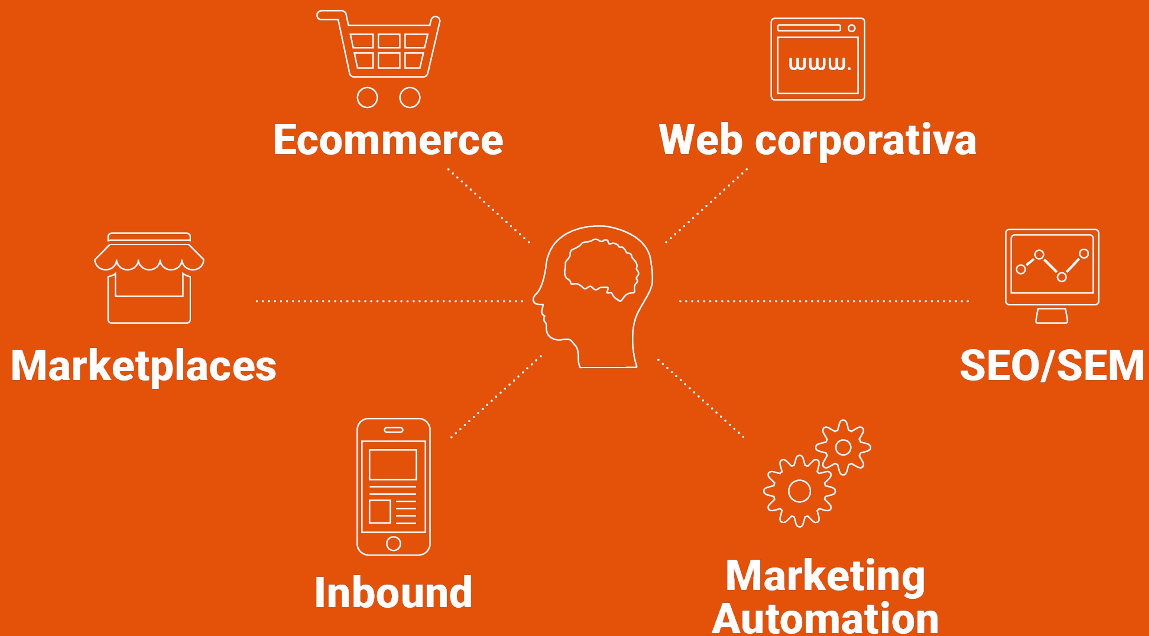 www.
Ecommerce
Web corporativa
Marketplaces
SEO/SEM
Inbound
Marketing
Automation